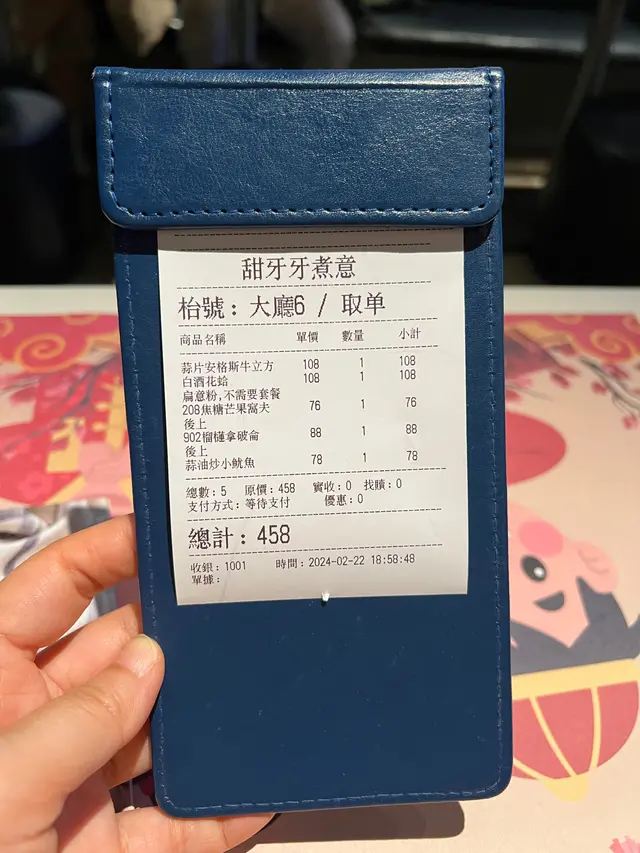 甜牙牙煮意
枱號：大廳6 / 取单
商品名稱 單價 數量 小計
蒜片安格斯牛立方 108 1 108
白酒花蛤 108 1 108
扁意粉,不需要套餐
208焦糖芒果窩夫 76 1 76
後上
902榴槤拿破侖 88 1 88
後上
蒜油炒小魷魚 78 1 78
總數：5 原價：458 實收：0 找贖：0
支付方式：等待支付 優惠：0
總計：458
收銀：1001 時間：2024-02-22 18:58:48
單據：